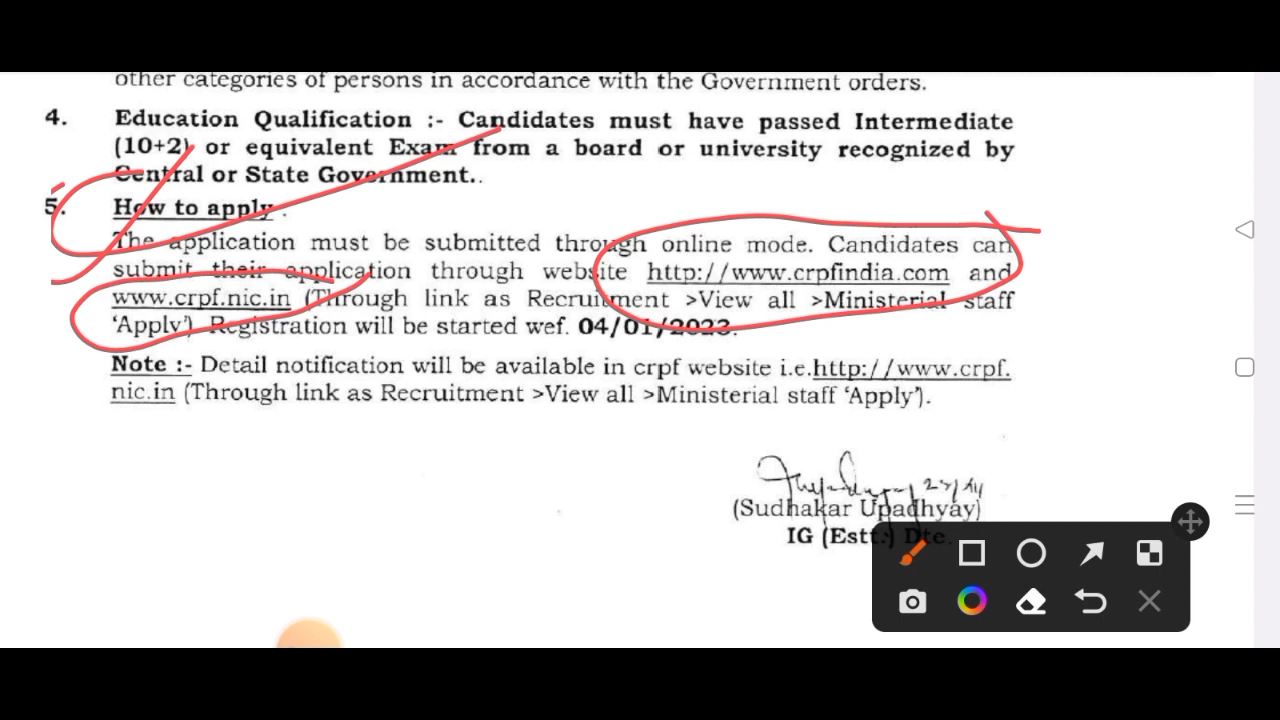 other categories of persons in accordance with the Government orders.
4. Education Qualification :- Candidates must have passed Intermediate
(10+2) or equivalent Exam from a board or university recognized by
Central or State Government..
5. How to apply :
The application must be submitted through online mode. Candidates can
submit their application through website http://www.crpfindia.com and
www.crpf.nic.in (Through link as Recruitment >View all >Ministerial staff
‘Apply’). Registration will be started wef. 04/01/2023.
Note :- Detail notification will be available in crpf website i.e.http://www.crpf.
nic.in (Through link as Recruitment >View all >Ministerial staff ‘Apply’).
(Sudhakar Upadhyay)
IG (Estt.) Dte.